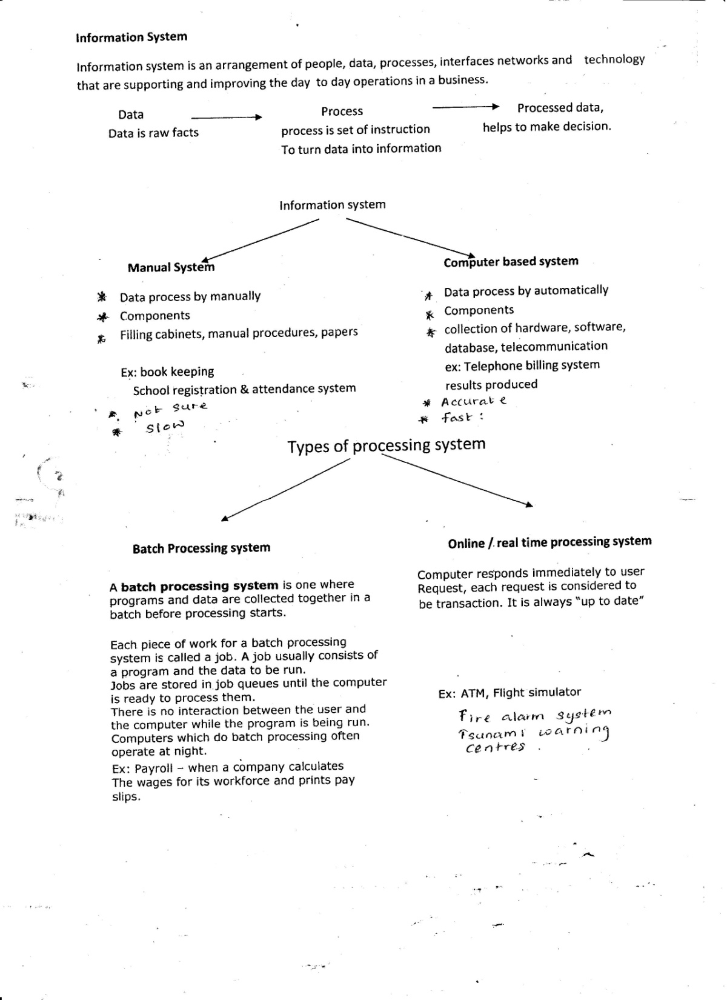 Information System
Information system is an arrangement of people, data, processes, interfaces networks and technology
that are supporting and improving the day to day operations in a business.
Data
Data is raw facts
Process
process is set of instruction
To turn data into information
Processed data,
helps to make decision.
Information system
Manual System
* Data process by manually
* Components
* Filling cabinets, manual procedures, papers
Ex: book keeping
School registration & attendance system
* Not sure
* Slow
Computer based system
* Data process by automatically
* Components
* collection of hardware, software,
database, telecommunication
ex: Telephone billing system
results produced
* Accurate
* fast :
Types of processing system
Batch Processing system
A batch processing system is one where
programs and data are collected together in a
batch before processing starts.
Each piece of work for a batch processing
system is called a job. A job usually consists of
a program and the data to be run.
Jobs are stored in job queues until the computer
is ready to process them.
There is no interaction between the user and
the computer while the program is being run.
Computers which do batch processing often
operate at night.
Ex: Payroll – when a company calculates
The wages for its workforce and prints pay
slips.
Online / real time processing system
Computer responds immediately to user
Request, each request is considered to
be transaction. It is always "up to date"
Ex: ATM, Flight simulator
Fire alarm system
Tsunami warning
centres .